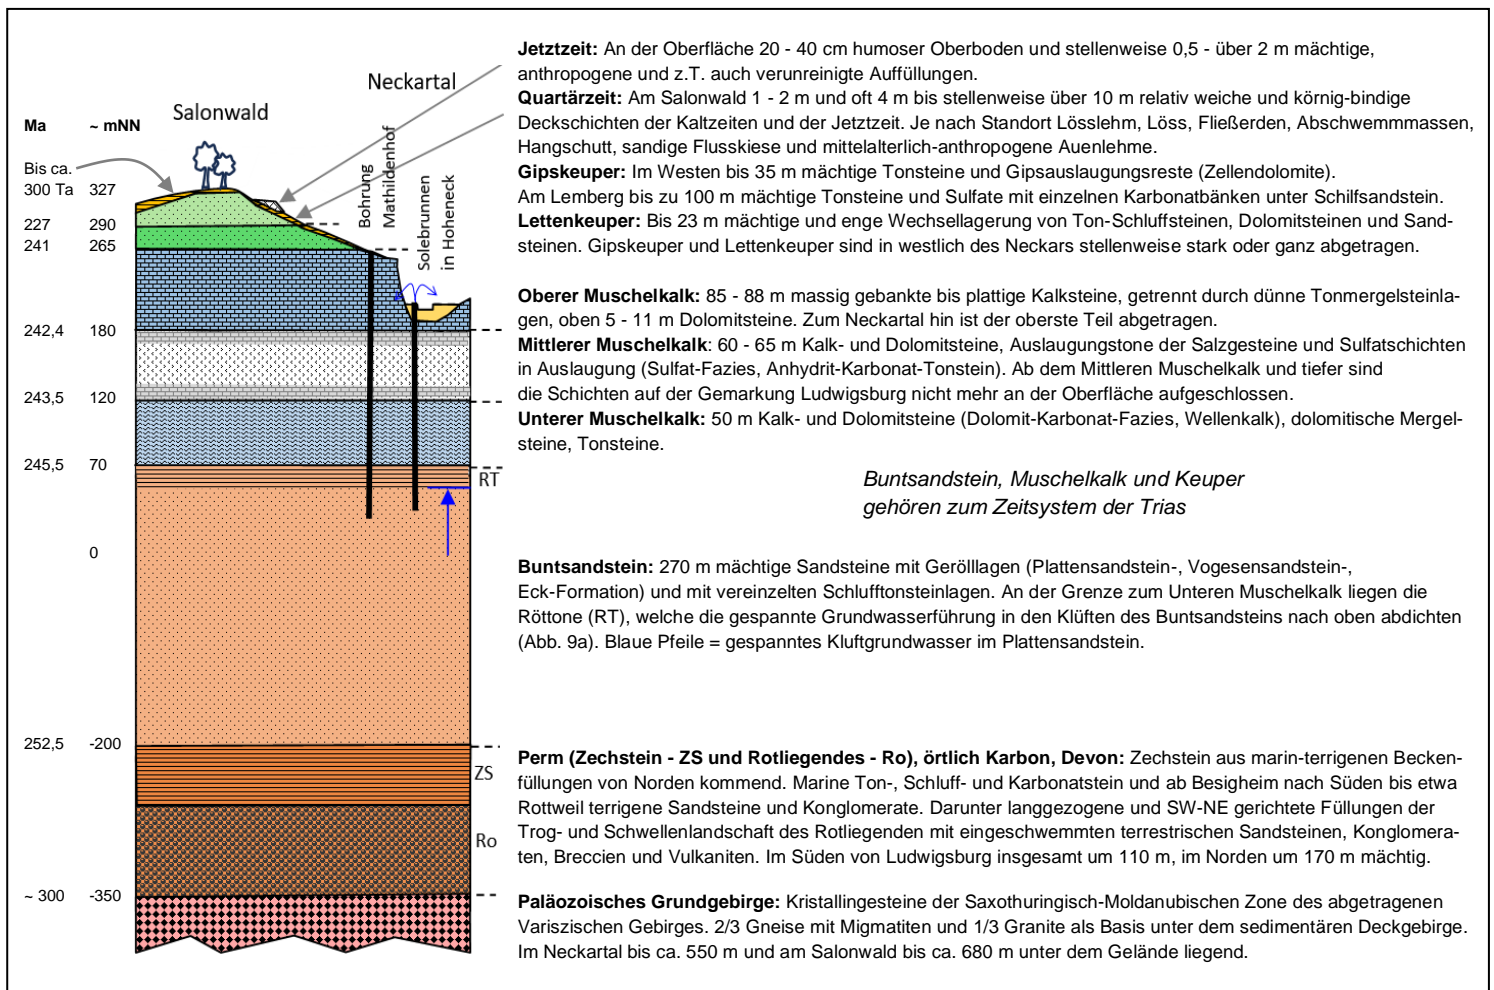 Neckartal
Salonwald
Ma ~ mNN
Bis ca.
300 Ta 327
227 290
241 265
242,4 180
243,5 120
245,5 70
0
252,5 -200
~ 300 -350
Bohrung
Mathildenhof
Solebrunnen
in Hoheneck
RT
ZS
Ro
Jetztzeit: An der Oberfläche 20 - 40 cm humoser Oberboden und stellenweise 0,5 - über 2 m mächtige,
anthropogene und z.T. auch verunreinigte Auffüllungen.
Quartärzeit: Am Salonwald 1 - 2 m und oft 4 m bis stellenweise über 10 m relativ weiche und körnig-bindige
Deckschichten der Kaltzeiten und der Jetztzeit. Je nach Standort Lösslehm, Löss, Fließerden, Abschwemmmassen,
Hangschutt, sandige Flusskiese und mittelalterlich-anthropogene Auenlehme.
Gipskeuper: Im Westen bis 35 m mächtige Tonsteine und Gipsauslaugungsreste (Zellendolomite).
Am Lemberg bis zu 100 m mächtige Tonsteine und Sulfate mit einzelnen Karbonatbänken unter Schilfsandstein.
Lettenkeuper: Bis 23 m mächtige und enge Wechsellagerung von Ton-Schluffsteinen, Dolomitsteinen und Sand-
steinen. Gipskeuper und Lettenkeuper sind in westlich des Neckars stellenweise stark oder ganz abgetragen.
Oberer Muschelkalk: 85 - 88 m massig gebankte bis plattige Kalksteine, getrennt durch dünne Tonmergelsteinla-
gen, oben 5 - 11 m Dolomitsteine. Zum Neckartal hin ist der oberste Teil abgetragen.
Mittlerer Muschelkalk: 60 - 65 m Kalk- und Dolomitsteine, Auslaugungstone der Salzgesteine und Sulfatschichten
in Auslaugung (Sulfat-Fazies, Anhydrit-Karbonat-Tonstein). Ab dem Mittleren Muschelkalk und tiefer sind
die Schichten auf der Gemarkung Ludwigsburg nicht mehr an der Oberfläche aufgeschlossen.
Unterer Muschelkalk: 50 m Kalk- und Dolomitsteine (Dolomit-Karbonat-Fazies, Wellenkalk), dolomitische Mergel-
steine, Tonsteine.
Buntsandstein, Muschelkalk und Keuper
gehören zum Zeitsystem der Trias
Buntsandstein: 270 m mächtige Sandsteine mit Gerölllagen (Plattensandstein-, Vogesensandstein-,
Eck-Formation) und mit vereinzelten Schlufftonsteinlagen. An der Grenze zum Unteren Muschelkalk liegen die
Röttone (RT), welche die gespannte Grundwasserführung in den Klüften des Buntsandsteins nach oben abdichten
(Abb. 9a). Blaue Pfeile = gespanntes Kluftgrundwasser im Plattensandstein.
Perm (Zechstein - ZS und Rotliegendes - Ro), örtlich Karbon, Devon: Zechstein aus marin-terrigenen Becken-
füllungen von Norden kommend. Marine Ton-, Schluff- und Karbonatstein und ab Besigheim nach Süden bis etwa
Rottweil terrigene Sandsteine und Konglomerate. Darunter langgezogene und SW-NE gerichtete Füllungen der
Trog- und Schwellenlandschaft des Rotliegenden mit eingeschwemmten terrestrischen Sandsteinen, Konglomera-
ten, Breccien und Vulkaniten. Im Süden von Ludwigsburg insgesamt um 110 m, im Norden um 170 m mächtig.
Paläozoisches Grundgebirge: Kristallingesteine der Saxothuringisch-Moldanubischen Zone des abgetragenen
Variszischen Gebirges. 2/3 Gneise mit Migmatiten und 1/3 Granite als Basis unter dem sedimentären Deckgebirge.
Im Neckartal bis ca. 550 m und am Salonwald bis ca. 680 m unter dem Gelände liegend.